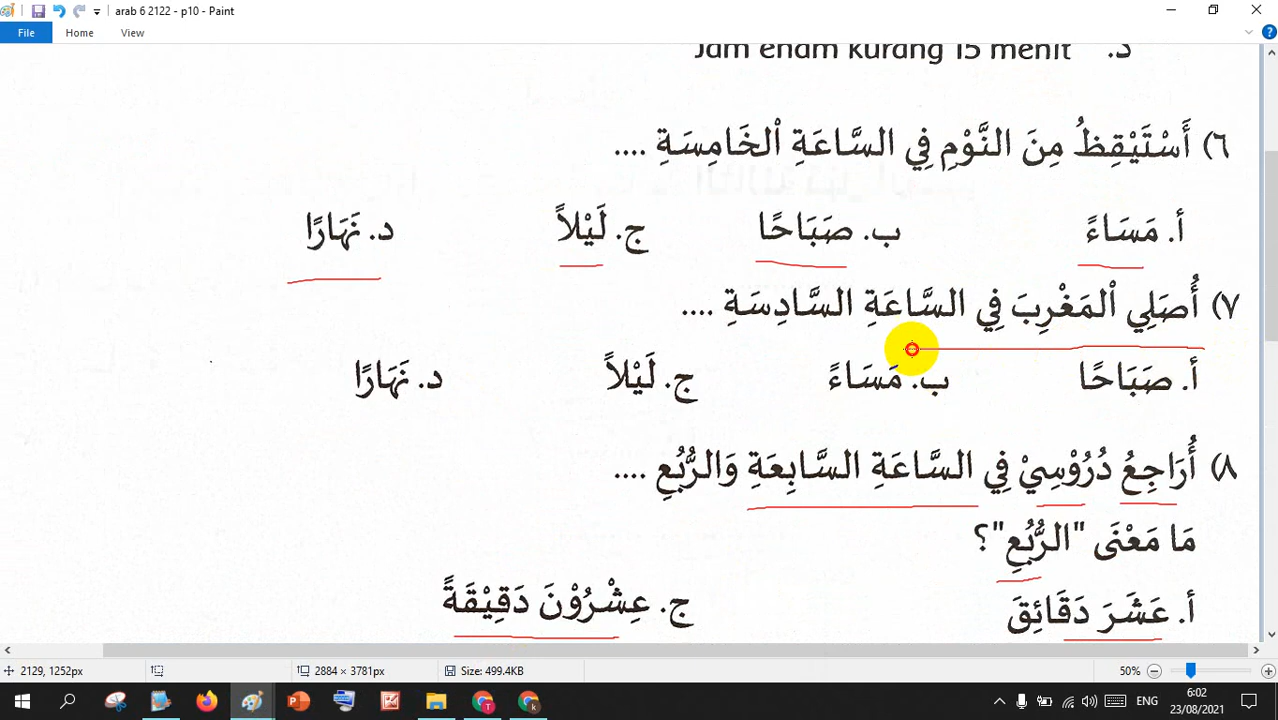 arab 6 2122 - p10 - Paint
File Home View
Jam enam kurang 15 menit .د
٦) أَسْتَيْقِظُ مِنَ النَّوْمِ فِي السَّاعَةِ ٱلْخَامِسَةِ ....
أ. مَسَاءً ب. صَبَاحًا ج. لَيْلاً د. نَهَارًا
٧) أُصَلِي ٱلْمَغْرِبَ فِي السَّاعَةِ السَّادِسَةِ ....
أ. صَبَاحًا ب. مَسَاءً ج. لَيْلاً د. نَهَارًا
٨) أُرَاجِعُ دُرُوْسِيْ فِي السَّاعَةِ السَّابِعَةِ وَالرُّبُعِ ....
مَا مَعْنَى "الرُّبُعِ"؟
أ. عَشَرَ دَقَائِقَ ج. عِشْرُوْنَ دَقِيْقَةً
2129, 1252px 2884 × 3781px Size: 499.4KB 50%
ENG 6:02
23/08/2021